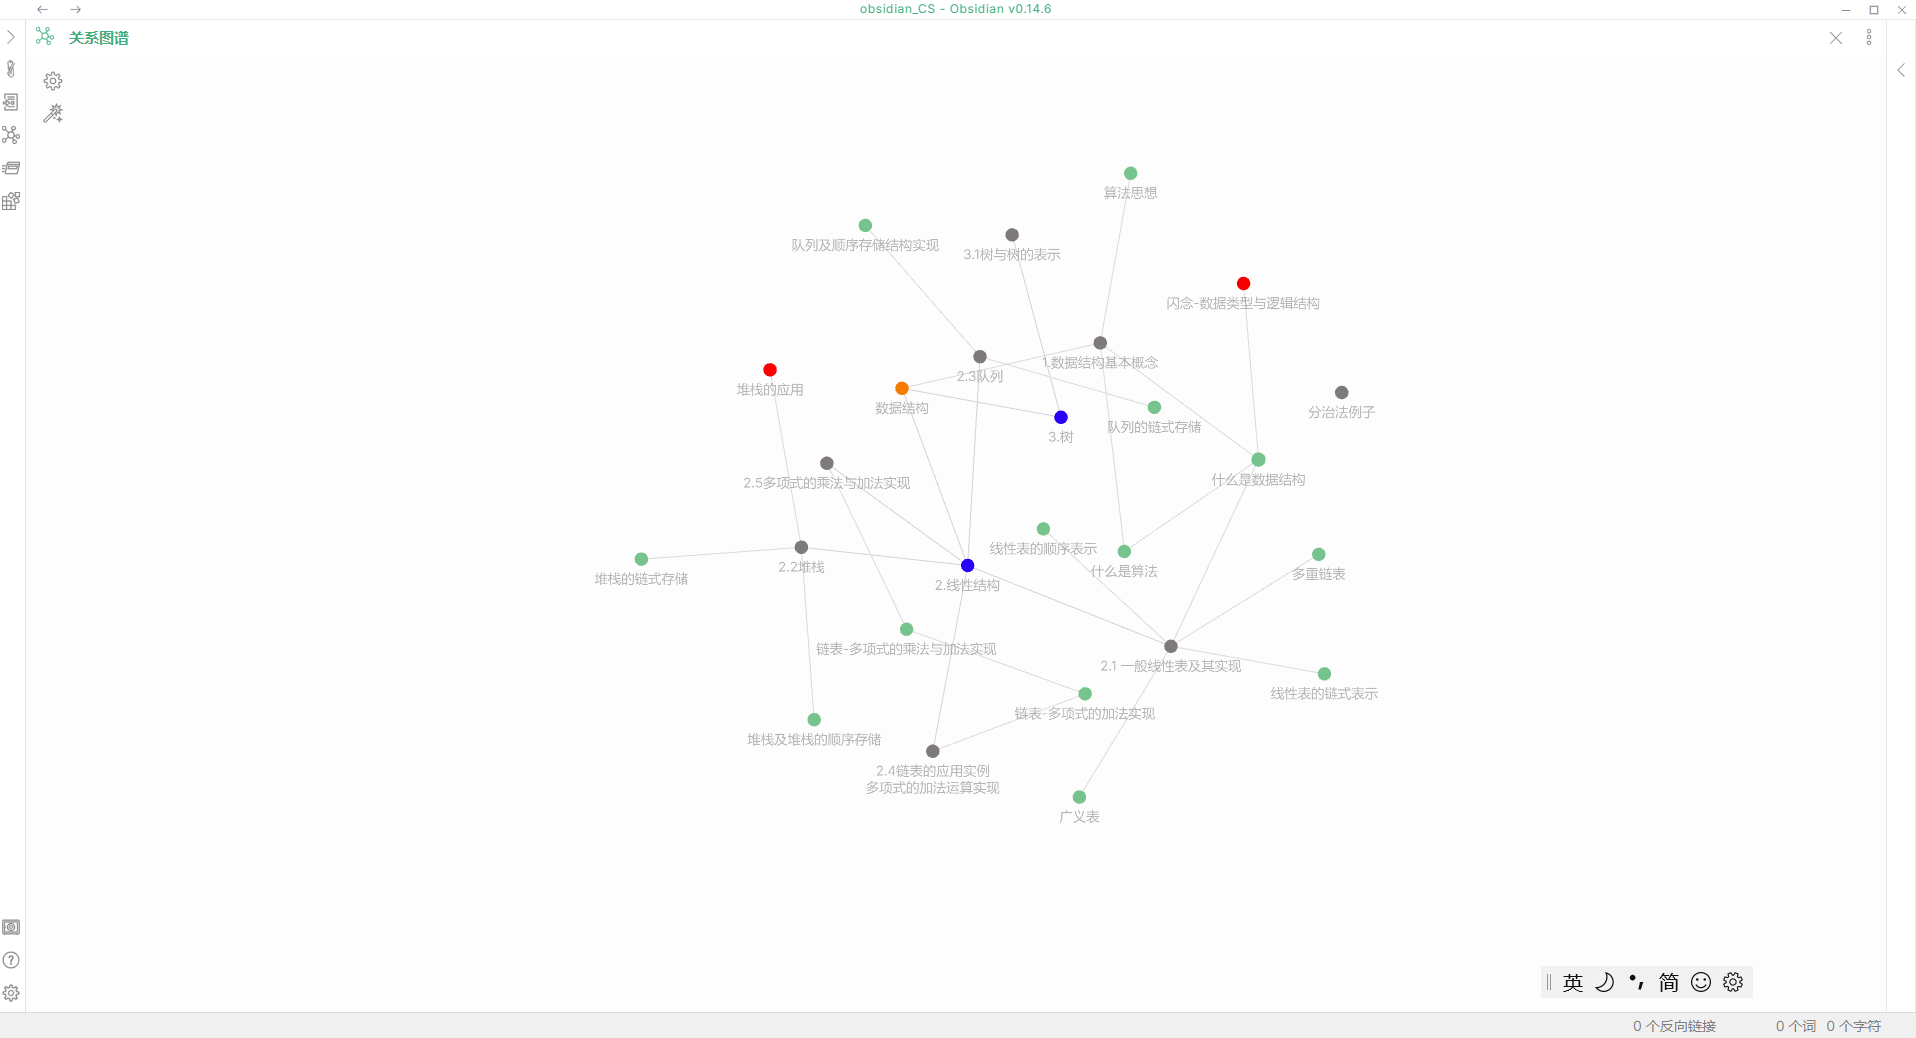 obsidian_CS - Obsidian v0.14.6
关系图谱
算法思想
队列及顺序存储结构实现
3.1树与树的表示
闪念-数据类型与逻辑结构
1.数据结构基本概念
2.3队列
堆栈的应用
数据结构
分治法例子
队列的链式存储
3.树
什么是数据结构
2.5多项式的乘法与加法实现
线性表的顺序表示
什么是算法
2.2堆栈
多重链表
堆栈的链式存储
2.线性结构
链表-多项式的乘法与加法实现
2.1 一般线性表及其实现
线性表的链式表示
链表-多项式的加法实现
堆栈及堆栈的顺序存储
2.4链表的应用实例
多项式的加法运算实现
广义表
英 简
0 个反向链接 0 个词 0 个字符